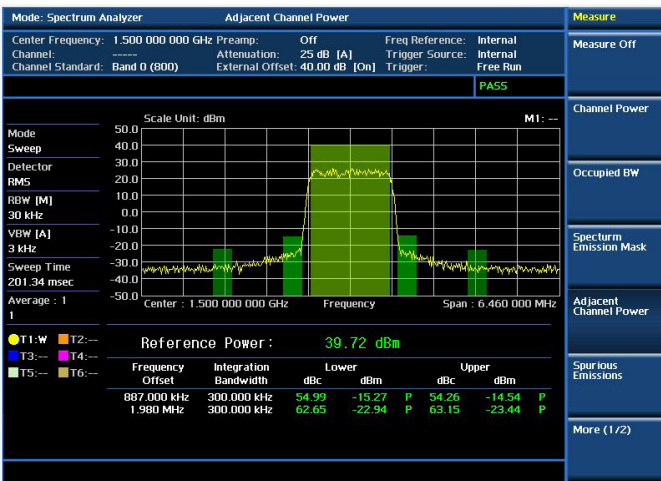 Mode: Spectrum Analyzer Adjacent Channel Power
Center Frequency: 1.500 000 000 GHz Preamp: Off Freq Reference: Internal
Channel: ----- Attenuation: 25 dB [A] Trigger Source: Internal
Channel Standard: Band 0 (800) External Offset: 40.00 dB [On] Trigger: Free Run
PASS
Scale Unit: dBm M1: --
50.0
40.0
30.0
20.0
10.0
0.0
-10.0
-20.0
-30.0
-40.0
-50.0
Center : 1.500 000 000 GHz Frequency Span : 6.460 000 MHz
Mode
Sweep
Detector
RMS
RBW [M]
30 kHz
VBW [A]
3 kHz
Sweep Time
201.34 msec
Average : 1
1
T1:W T2:--
T3:-- T4:--
T5:-- T6:--
Reference Power: 39.72 dBm
Frequency Integration Lower Upper
Offset Bandwidth dBc dBm dBc dBm
887.000 kHz 300.000 kHz 54.99 -15.27 P 54.26 -14.54 P
1.980 MHz 300.000 kHz 62.65 -22.94 P 63.15 -23.44 P
Measure
Measure Off
Channel Power
Occupied BW
Specturm
Emission Mask
Adjacent
Channel Power
Spurious
Emissions
More (1/2)